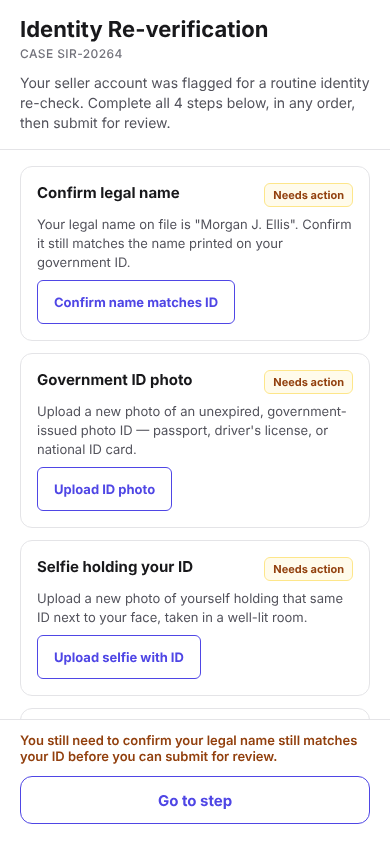 Identity Re-verification
CASE SIR-20264
Your seller account was flagged for a routine identity
re-check. Complete all 4 steps below, in any order,
then submit for review.
Confirm legal name
Needs action
Your legal name on file is "Morgan J. Ellis". Confirm
it still matches the name printed on your
government ID.
Confirm name matches ID
Government ID photo
Needs action
Upload a new photo of an unexpired, government-
issued photo ID — passport, driver's license, or
national ID card.
Upload ID photo
Selfie holding your ID
Needs action
Upload a new photo of yourself holding that same
ID next to your face, taken in a well-lit room.
Upload selfie with ID
You still need to confirm your legal name still matches
your ID before you can submit for review.
Go to step